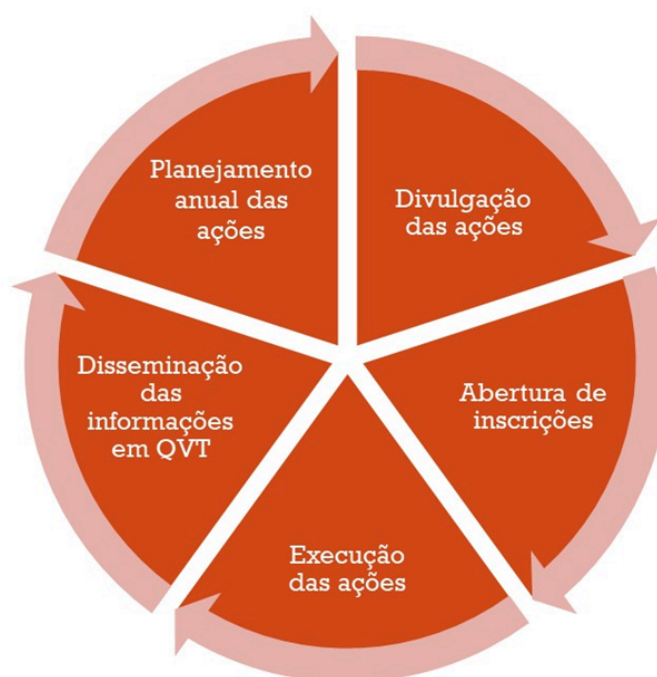 Planejamento
anual das
ações
Divulgação
das ações
Abertura de
inscrições
Execução
das ações
Disseminação
das
informações
em QVT